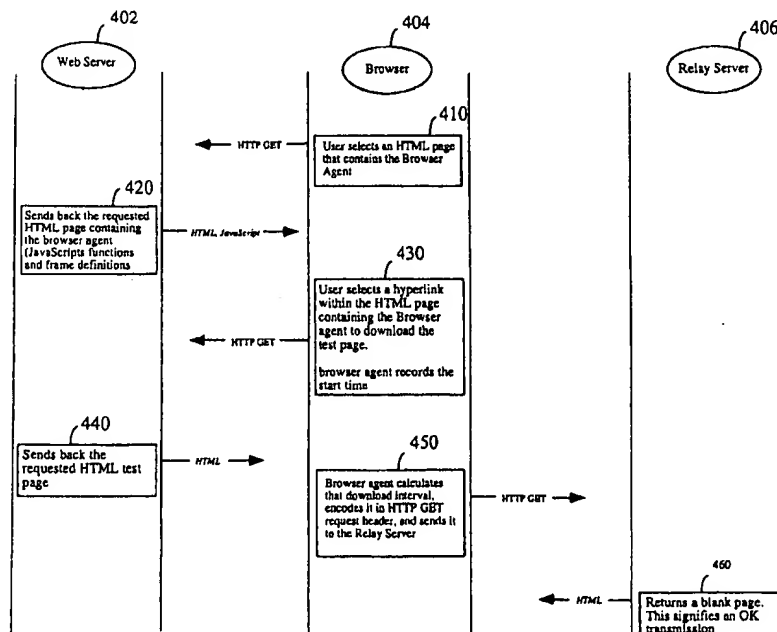 402
404
406
Web Server
Browser
Relay Server
410
HTTP GET
User selects an HTML page
that contains the Browser
Agent
420
Sends back the requested
HTML page containing
the browser agent
(JavaScripts functions
and frame definitions
HTML, JavaScript
430
User selects a hyperlink
within the HTML page
containing the Browser
agent to download the
test page.
browser agent records the
start time
HTTP GET
440
Sends back the
requested HTML test
page
HTML
450
Browser agent calculates
that download interval,
encodes it in HTTP GET
request header, and sends it
to the Relay Server
HTTP GET
460
HTML
Returns a blank page.
This signifies an OK
transmission